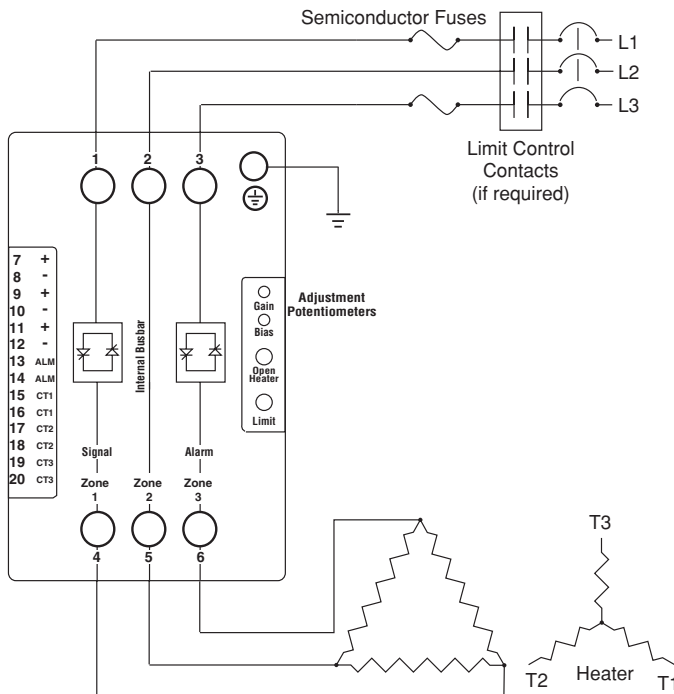 Semiconductor Fuses
L1
L2
L3
Limit Control
Contacts
(if required)
1 2 3
7 +
8 -
9 +
10 -
11 +
12 -
13 ALM
14 ALM
15 CT1
16 CT1
17 CT2
18 CT2
19 CT3
20 CT3
Internal Busbar
Gain
Bias
Open
Heater
Limit
Adjustment
Potentiometers
Signal
Alarm
Zone Zone Zone
1 2 3
4 5 6
T3
T2 Heater T1